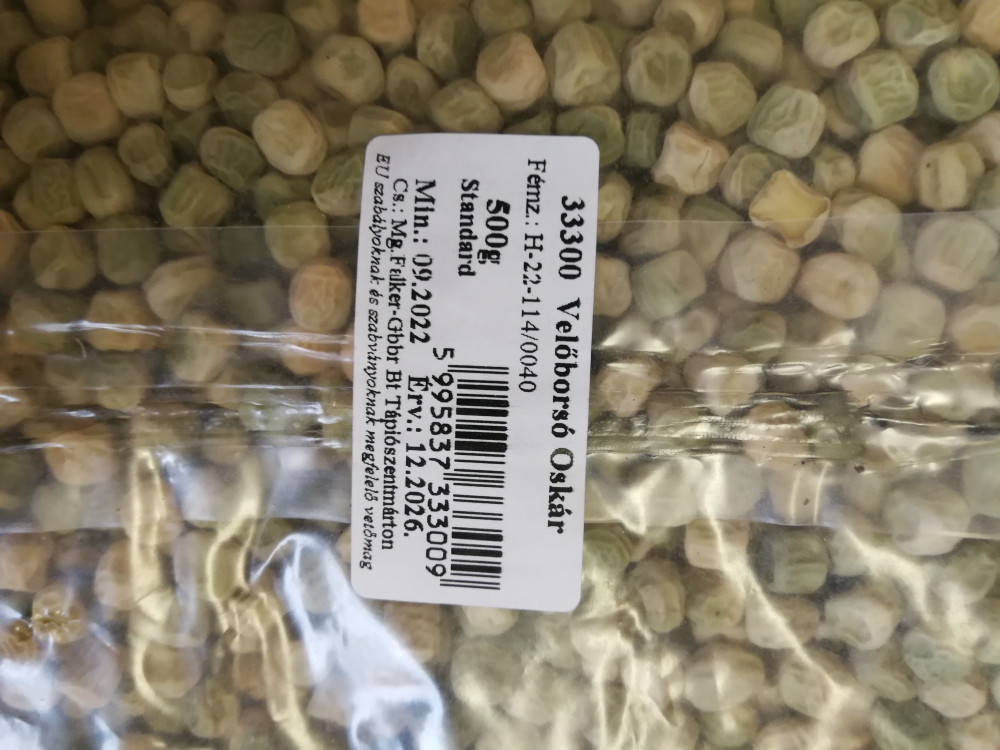 33300 Velőborsó Oskár
Fémz.: H-22-114/0040
500g
Standard
5 995837 333009
Min.: 09.2022 Érv.: 12.2026.
Cs.: Mg.Falker-Gbbr Bt Tápiószentmárton
EU szabályoknak és szabványoknak megfelelő vetőmag